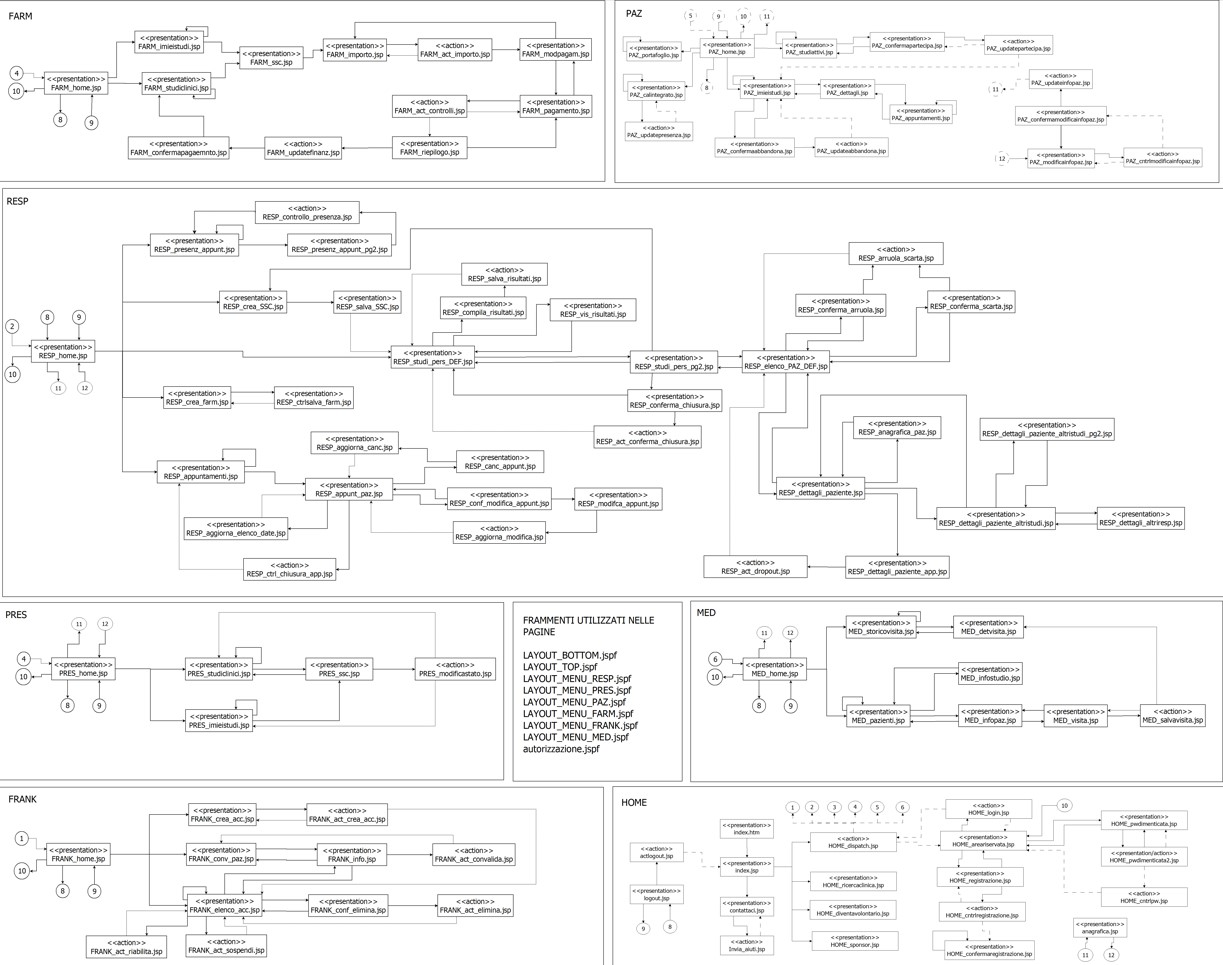 FARM
<<presentation>>
FARM_imieistudi.jsp
<<presentation>>
FARM_ssc.jsp
<<presentation>>
FARM_importo.jsp
<<action>>
FARM_act_importo.jsp
<<presentation>>
FARM_modpagam.jsp
4
10
<<presentation>>
FARM_home.jsp
8
9
<<presentation>>
FARM_studiclinici.jsp
<<action>>
FARM_act_controlli.jsp
<<presentation>>
FARM_pagamento.jsp
<<presentation>>
FARM_confermapagaemnto.jsp
<<action>>
FARM_updatefinanz.jsp
<<presentation>>
FARM_riepilogo.jsp
PAZ
5
9
10
11
<<presentation>>
PAZ_portafoglio.jsp
<<presentation>>
PAZ_home.jsp
<<presentation>>
PAZ_studiattivi.jsp
<<presentation>>
PAZ_confermapartecipa.jsp
<<action>>
PAZ_updatepartecipa.jsp
<<presentation>>
PAZ_calintegrato.jsp
8
<<presentation>>
PAZ_imieistudi.jsp
<<presentation>>
PAZ_dettagli.jsp
<<presentation>>
PAZ_appuntamenti.jsp
<<action>>
PAZ_updatepresenza.jsp
<<presentation>>
PAZ_confermaabbandona.jsp
<<action>>
PAZ_updateabbandona.jsp
11
<<action>>
PAZ_updateinfopaz.jsp
<<presentation>>
PAZ_confermamodificainfopaz.jsp
12
<<presentation>>
PAZ_modificainfopaz.jsp
<<action>>
PAZ_cntrlmodificainfopaz.jsp
RESP
<<action>>
RESP_controllo_presenza.jsp
<<presentation>>
RESP_presenz_appunt.jsp
<<presentation>>
RESP_presenz_appunt_pg2.jsp
<<presentation>>
RESP_crea_SSC.jsp
<<presentation>>
RESP_salva_SSC.jsp
<<action>>
RESP_salva_risultati.jsp
<<presentation>>
RESP_compila_risultati.jsp
<<presentation>>
RESP_vis_risultati.jsp
<<action>>
RESP_arruola_scarta.jsp
<<presentation>>
RESP_conferma_arruola.jsp
<<presentation>>
RESP_conferma_scarta.jsp
2
8
9
10
<<presentation>>
RESP_home.jsp
11
12
<<presentation>>
RESP_studi_pers_DEF.jsp
<<presentation>>
RESP_studi_pers_pg2.jsp
<<presentation>>
RESP_elenco_PAZ_DEF.jsp
<<presentation>>
RESP_crea_farm.jsp
<<presentation>>
RESP_ctrlsalva_farm.jsp
<<presentation>>
RESP_conferma_chiusura.jsp
<<action>>
RESP_act_conferma_chiusura.jsp
<<presentation>>
RESP_aggiorna_canc.jsp
<<presentation>>
RESP_canc_appunt.jsp
<<presentation>>
RESP_appuntamenti.jsp
<<presentation>>
RESP_appunt_paz.jsp
<<presentation>>
RESP_conf_modifica_appunt.jsp
<<presentation>>
RESP_modifca_appunt.jsp
<<presentation>>
RESP_aggiorna_elenco_date.jsp
<<action>>
RESP_aggiorna_modifica.jsp
<<action>>
RESP_ctrl_chiusura_app.jsp
<<presentation>>
RESP_anagrafica_paz.jsp
<<presentation>>
RESP_dettagli_paziente_altristudi_pg2.jsp
<<presentation>>
RESP_dettagli_paziente.jsp
<<presentation>>
RESP_dettagli_paziente_altristudi.jsp
<<presentation>>
RESP_dettagli_altriresp.jsp
<<action>>
RESP_act_dropout.jsp
<<presentation>>
RESP_dettagli_paziente_app.jsp
PRES
11
12
4
10
<<presentation>>
PRES_home.jsp
8
9
<<presentation>>
PRES_studiclinici.jsp
<<presentation>>
PRES_ssc.jsp
<<action>>
PRES_modificastato.jsp
<<presentation>>
PRES_imieistudi.jsp
FRAMMENTI UTILIZZATI NELLE
PAGINE
LAYOUT_BOTTOM.jspf
LAYOUT_TOP.jspf
LAYOUT_MENU_RESP.jspf
LAYOUT_MENU_PRES.jspf
LAYOUT_MENU_PAZ.jspf
LAYOUT_MENU_FARM.jspf
LAYOUT_MENU_FRANK.jspf
LAYOUT_MENU_MED.jspf
autorizzazione.jspf
MED
11
12
6
10
<<presentation>>
MED_home.jsp
8
9
<<presentation>>
MED_storicovisita.jsp
<<presentation>>
MED_detvisita.jsp
<<presentation>>
MED_infostudio.jsp
<<presentation>>
MED_pazienti.jsp
<<presentation>>
MED_infopaz.jsp
<<presentation>>
MED_visita.jsp
<<action>>
MED_salvavisita.jsp
FRANK
1
10
<<presentation>>
FRANK_home.jsp
8
9
<<presentation>>
FRANK_crea_acc.jsp
<<action>>
FRANK_act_crea_acc.jsp
<<presentation>>
FRANK_conv_paz.jsp
<<presentation>>
FRANK_info.jsp
<<action>>
FRANK_act_convalida.jsp
<<presentation>>
FRANK_elenco_acc.jsp
<<presentation>>
FRANK_conf_elimina.jsp
<<action>>
FRANK_act_elimina.jsp
<<action>>
FRANK_act_riabilita.jsp
<<action>>
FRANK_act_sospendi.jsp
HOME
1
2
3
4
5
6
<<presentation>>
index.htm
<<action>>
HOME_dispatch.jsp
<<action>>
HOME_login.jsp
10
<<presentation>>
HOME_areariservata.jsp
<<presentation>>
HOME_pwdimenticata.jsp
<<action>>
actlogout.jsp
<<presentation>>
index.jsp
<<presentation/action>>
HOME_pwdimenticata2.jsp
<<presentation>>
HOME_ricercaclinica.jsp
<<presentation>>
HOME_registrazione.jsp
<<action>>
HOME_cntrlpw.jsp
<<presentation>>
logout.jsp
9
8
<<presentation>>
contattaci.jsp
<<presentation>>
HOME_diventavolontario.jsp
<<action>>
HOME_cntrlregistrazione.jsp
<<action>>
Invia_aiuti.jsp
<<presentation>>
HOME_sponsor.jsp
<<presentation>>
HOME_confermaregistrazione.jsp
<<presentation>>
anagrafica.jsp
11
12